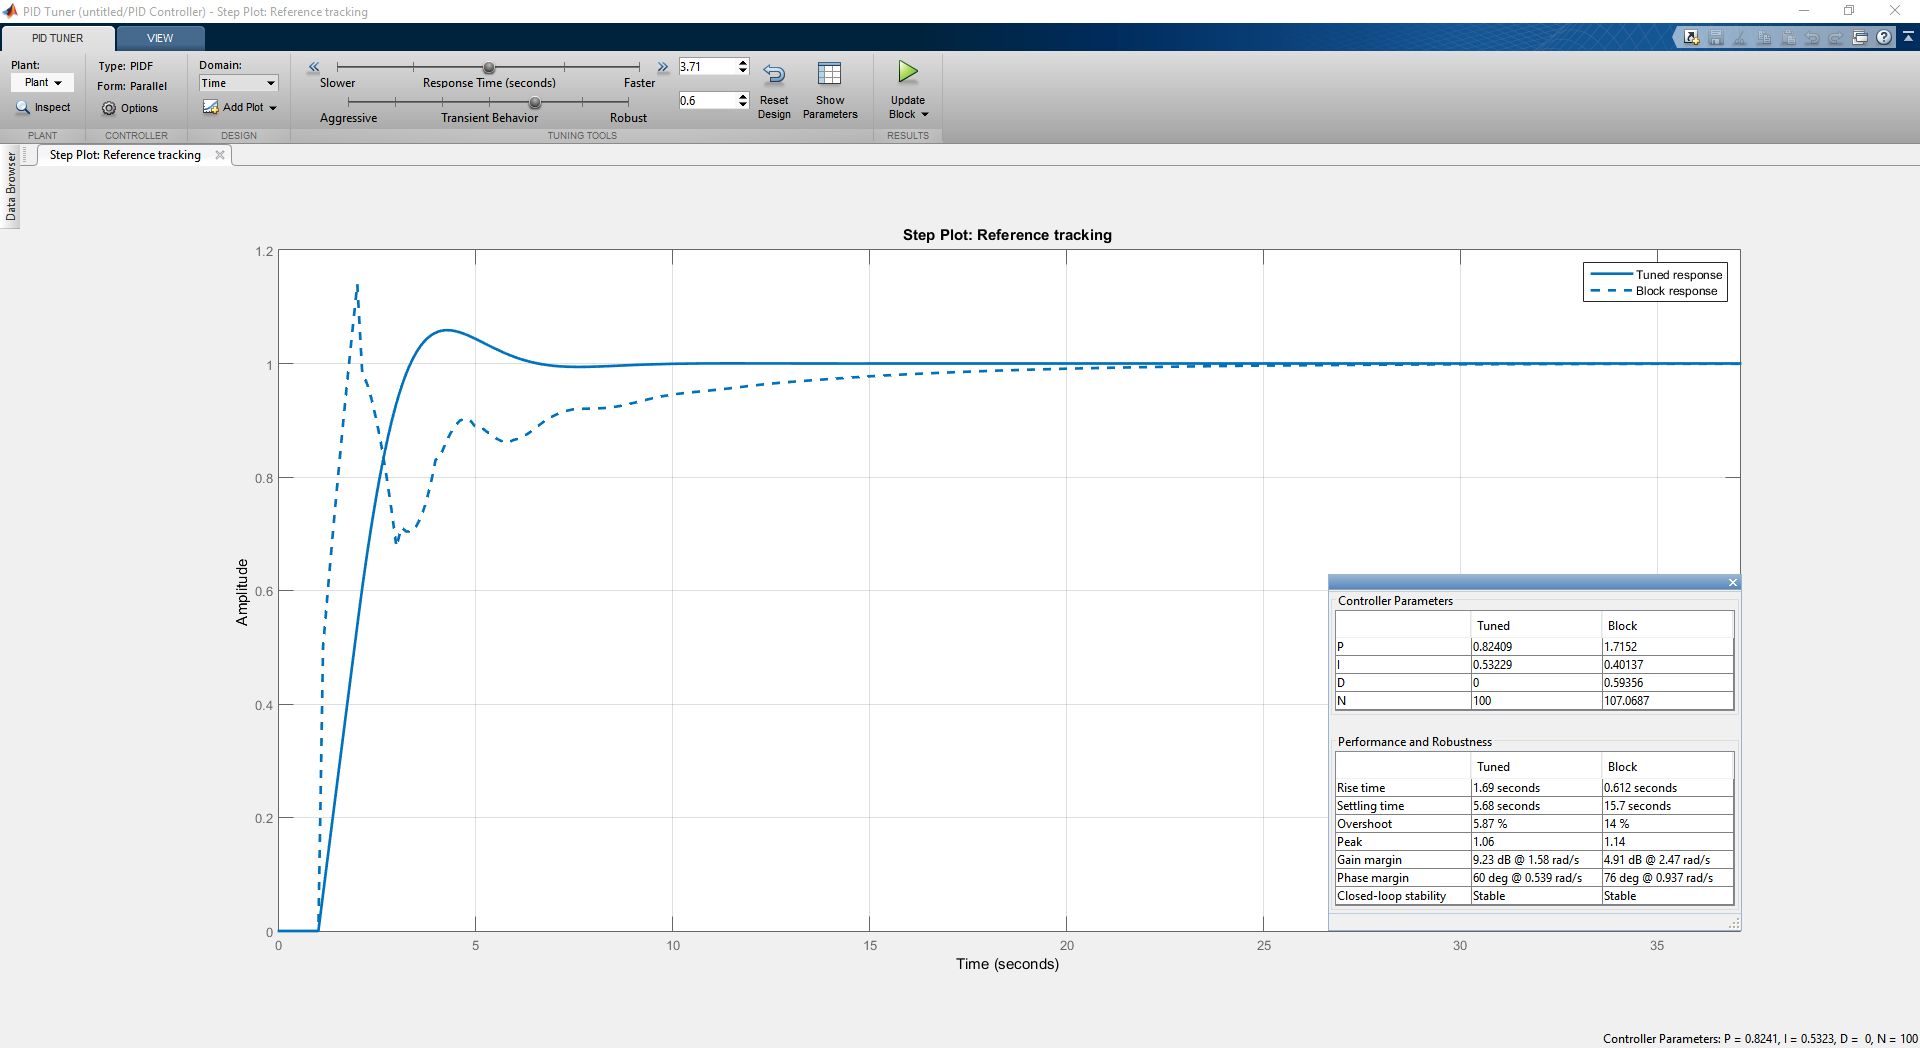 PID Tuner (untitled/PID Controller) - Step Plot: Reference tracking
PID TUNER
VIEW
Plant:
Plant
Inspect
PLANT
Type: PIDF
Form: Parallel
Options
CONTROLLER
Domain:
Time
Add Plot
DESIGN
Slower
Response Time (seconds)
Faster
3.71
Aggressive
Transient Behavior
Robust
0.6
Reset
Design
Show
Parameters
TUNING TOOLS
Update
Block
RESULTS
Data Browser
Step Plot: Reference tracking
Step Plot: Reference tracking
Tuned response
Block response
1.2
1
0.8
0.6
0.4
0.2
0
Amplitude
0 5 10 15 20 25 30 35
Time (seconds)
Controller Parameters
Tuned Block
P 0.82409 1.7152
I 0.53229 0.40137
D 0 0.59356
N 100 107.0687
Performance and Robustness
Tuned Block
Rise time 1.69 seconds 0.612 seconds
Settling time 5.68 seconds 15.7 seconds
Overshoot 5.87 % 14 %
Peak 1.06 1.14
Gain margin 9.23 dB @ 1.58 rad/s 4.91 dB @ 2.47 rad/s
Phase margin 60 deg @ 0.539 rad/s 76 deg @ 0.937 rad/s
Closed-loop stability Stable Stable
Controller Parameters: P = 0.8241, I = 0.5323, D = 0, N = 100